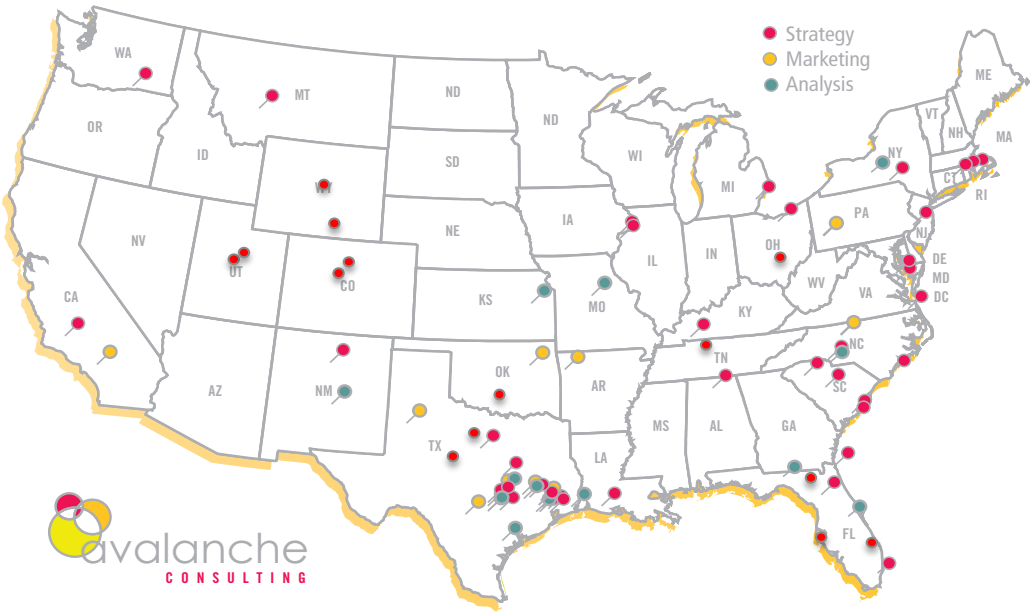 Strategy
Marketing
Analysis
WA
MT
ND
ND
ME
VT
NH
MA
OR
ID
WY
SD
WI
MI
NY
CT
RI
NV
UT
CO
NE
IA
IL
IN
OH
PA
NJ
DE
MD
DC
WV
VA
CA
KS
MO
KY
NC
AZ
NM
OK
AR
TN
SC
TX
LA
MS
AL
GA
FL
avalanche
CONSULTING